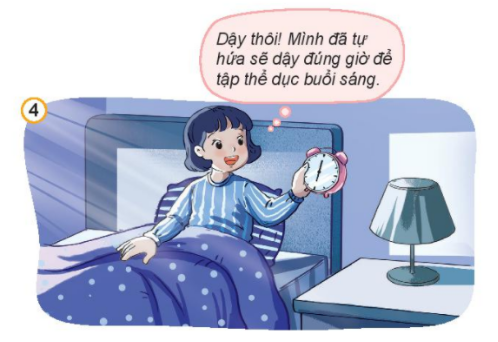 Dậy thôi! Mình đã tự
hứa sẽ dậy đúng giờ để
tập thể dục buổi sáng.
4